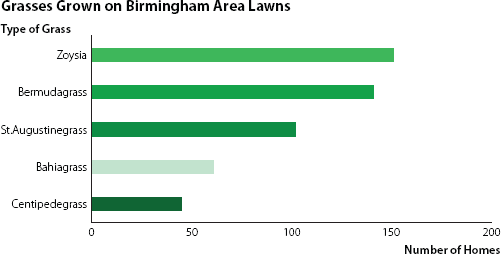 Grasses Grown on Birmingham Area Lawns
Type of Grass
Zoysia
Bermudagrass
St.Augustinegrass
Bahiagrass
Centipedegrass
0 50 100 150 200
Number of Homes